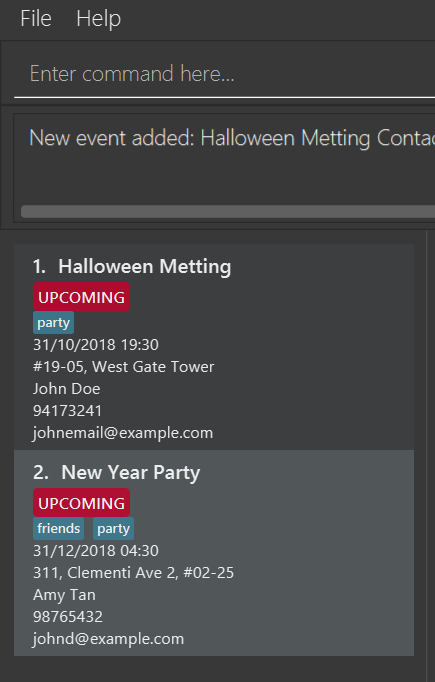 File Help
Enter command here...
New event added: Halloween Metting
1. Halloween Metting
UPCOMING
party
31/10/2018 19:30
#19-05, West Gate Tower
John Doe
94173241
johnemail@example.com
2. New Year Party
UPCOMING
friends party
31/12/2018 04:30
311, Clementi Ave 2, #02-25
Amy Tan
98765432
johnd@example.com